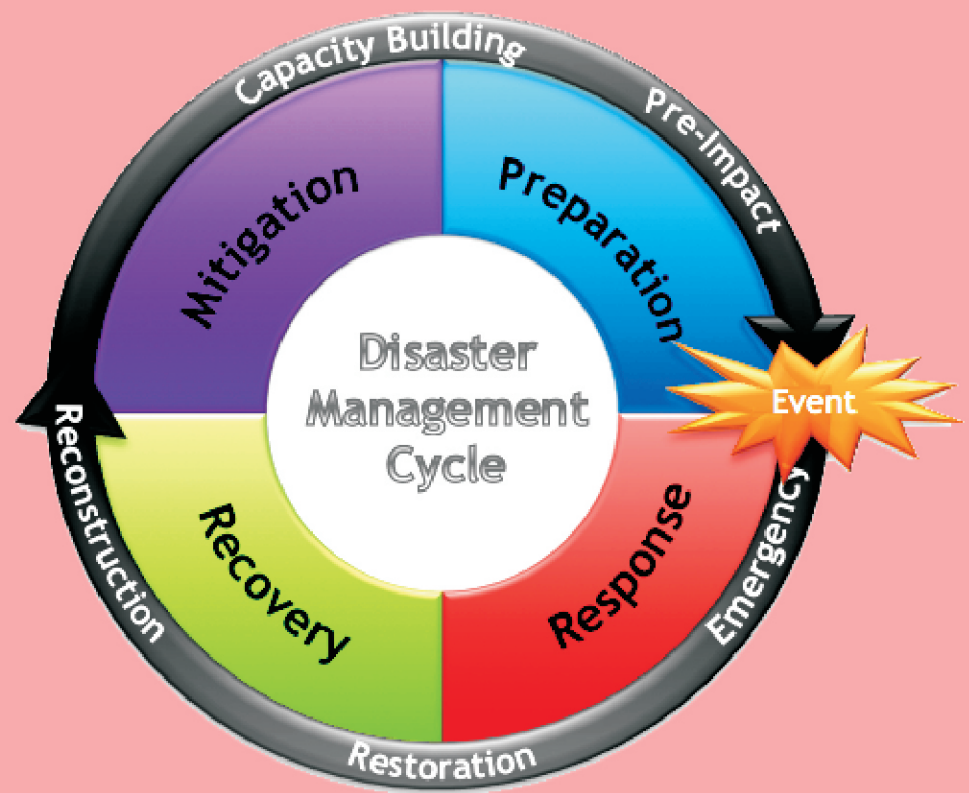 Capacity Building
Pre-Impact
Mitigation
Preparation
Disaster
Management
Cycle
Event
Reconstruction
Recovery
Response
Emergency
Restoration